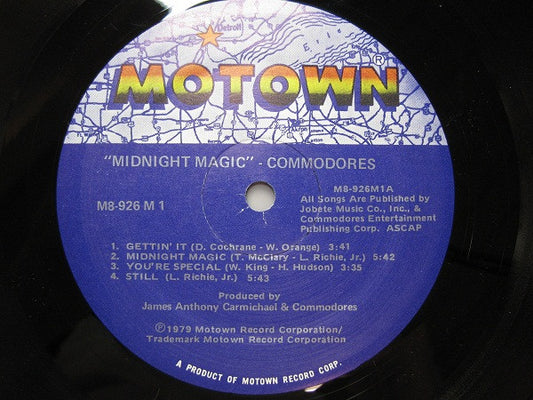 Detroit
Erie
MOTOWN®
"MIDNIGHT MAGIC" - COMMODORES
M8-926 M 1
M8-926M1A
All Songs Are Published by
Jobete Music Co., Inc., &
Commodores Entertainment
Publishing Corp. ASCAP
1. GETTIN' IT (D. Cochrane - W. Orange) 3:41
2. MIDNIGHT MAGIC (T. McClary - L. Richie, Jr.) 5:42
3. YOU'RE SPECIAL (W. King - H. Hudson) 3:35
4. STILL (L. Richie, Jr.) 5:43
Produced by
James Anthony Carmichael & Commodores
℗1979 Motown Record Corporation/
Trademark Motown Record Corporation.
A PRODUCT OF MOTOWN RECORD CORP.